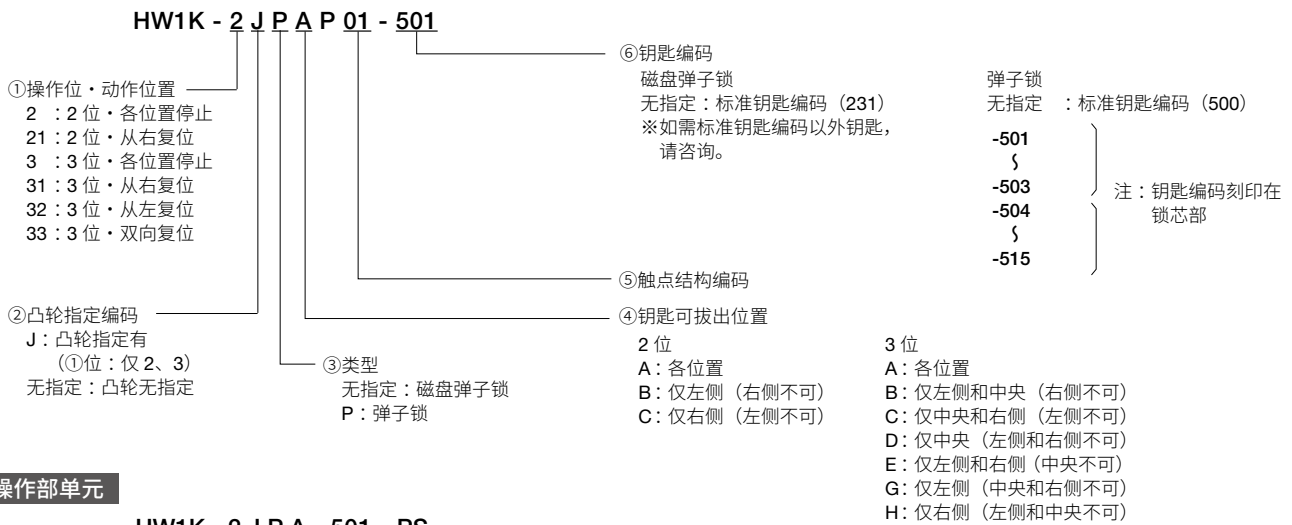 HW1K - 2 J P A P 01 - 501
①操作位・动作位置
2 ：2 位・各位置停止
21：2 位・从右复位
3 ：3 位・各位置停止
31：3 位・从右复位
32：3 位・从左复位
33：3 位・双向复位
②凸轮指定编码
J：凸轮指定有
（①位：仅 2、3）
无指定：凸轮无指定
③类型
无指定：磁盘弹子锁
P：弹子锁
⑥钥匙编码
磁盘弹子锁
无指定：标准钥匙编码（231）
※如需标准钥匙编码以外钥匙，
请咨询。
弹子锁
无指定 ：标准钥匙编码（500）
-501
〜
-503
-504
〜
-515
注：钥匙编码刻印在
锁芯部
⑤触点结构编码
④钥匙可拔出位置
2 位
A：各位置
B：仅左侧（右侧不可）
C：仅右侧（左侧不可）
3 位
A：各位置
B：仅左侧和中央（右侧不可）
C：仅中央和右侧（左侧不可）
D：仅中央（左侧和右侧不可）
E：仅左侧和右侧（中央不可）
G：仅左侧（中央和右侧不可）
H：仅右侧（左侧和中央不可）
操作部单元
HW1K - 2 J P A - 501 - PS